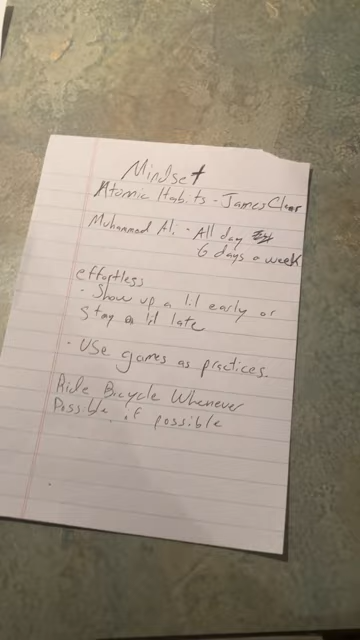 Mindset
Atomic Habits - James Clear
Muhammad Ali - All day
6 days a week
effortless
- Show up a lil early or
stay a lil late
- Use games as practices.
Ride Bicycle Whenever
Possible if possible